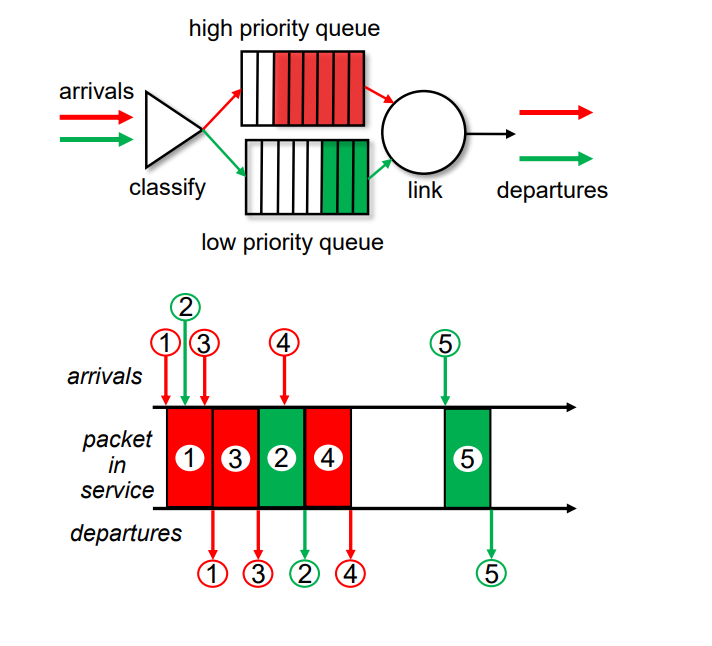 high priority queue
arrivals
classify
link
departures
low priority queue
2
1 3 4 5
arrivals
packet
in
service
1 3 2 4 5
departures
1 3 2 4 5